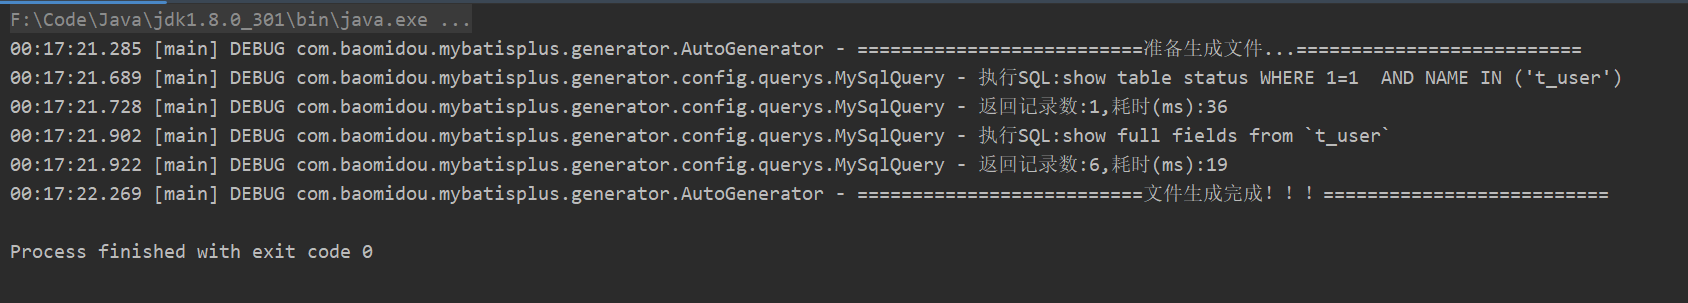 F:\Code\Java\jdk1.8.0_301\bin\java.exe ...
00:17:21.285 [main] DEBUG com.baomidou.mybatisplus.generator.AutoGenerator - ==========================准备生成文件...==========================
00:17:21.689 [main] DEBUG com.baomidou.mybatisplus.generator.config.querys.MySqlQuery - 执行SQL:show table status WHERE 1=1  AND NAME IN ('t_user')
00:17:21.728 [main] DEBUG com.baomidou.mybatisplus.generator.config.querys.MySqlQuery - 返回记录数:1,耗时(ms):36
00:17:21.902 [main] DEBUG com.baomidou.mybatisplus.generator.config.querys.MySqlQuery - 执行SQL:show full fields from `t_user`
00:17:21.922 [main] DEBUG com.baomidou.mybatisplus.generator.config.querys.MySqlQuery - 返回记录数:6,耗时(ms):19
00:17:22.269 [main] DEBUG com.baomidou.mybatisplus.generator.AutoGenerator - ==========================文件生成完成！！！==========================
Process finished with exit code 0